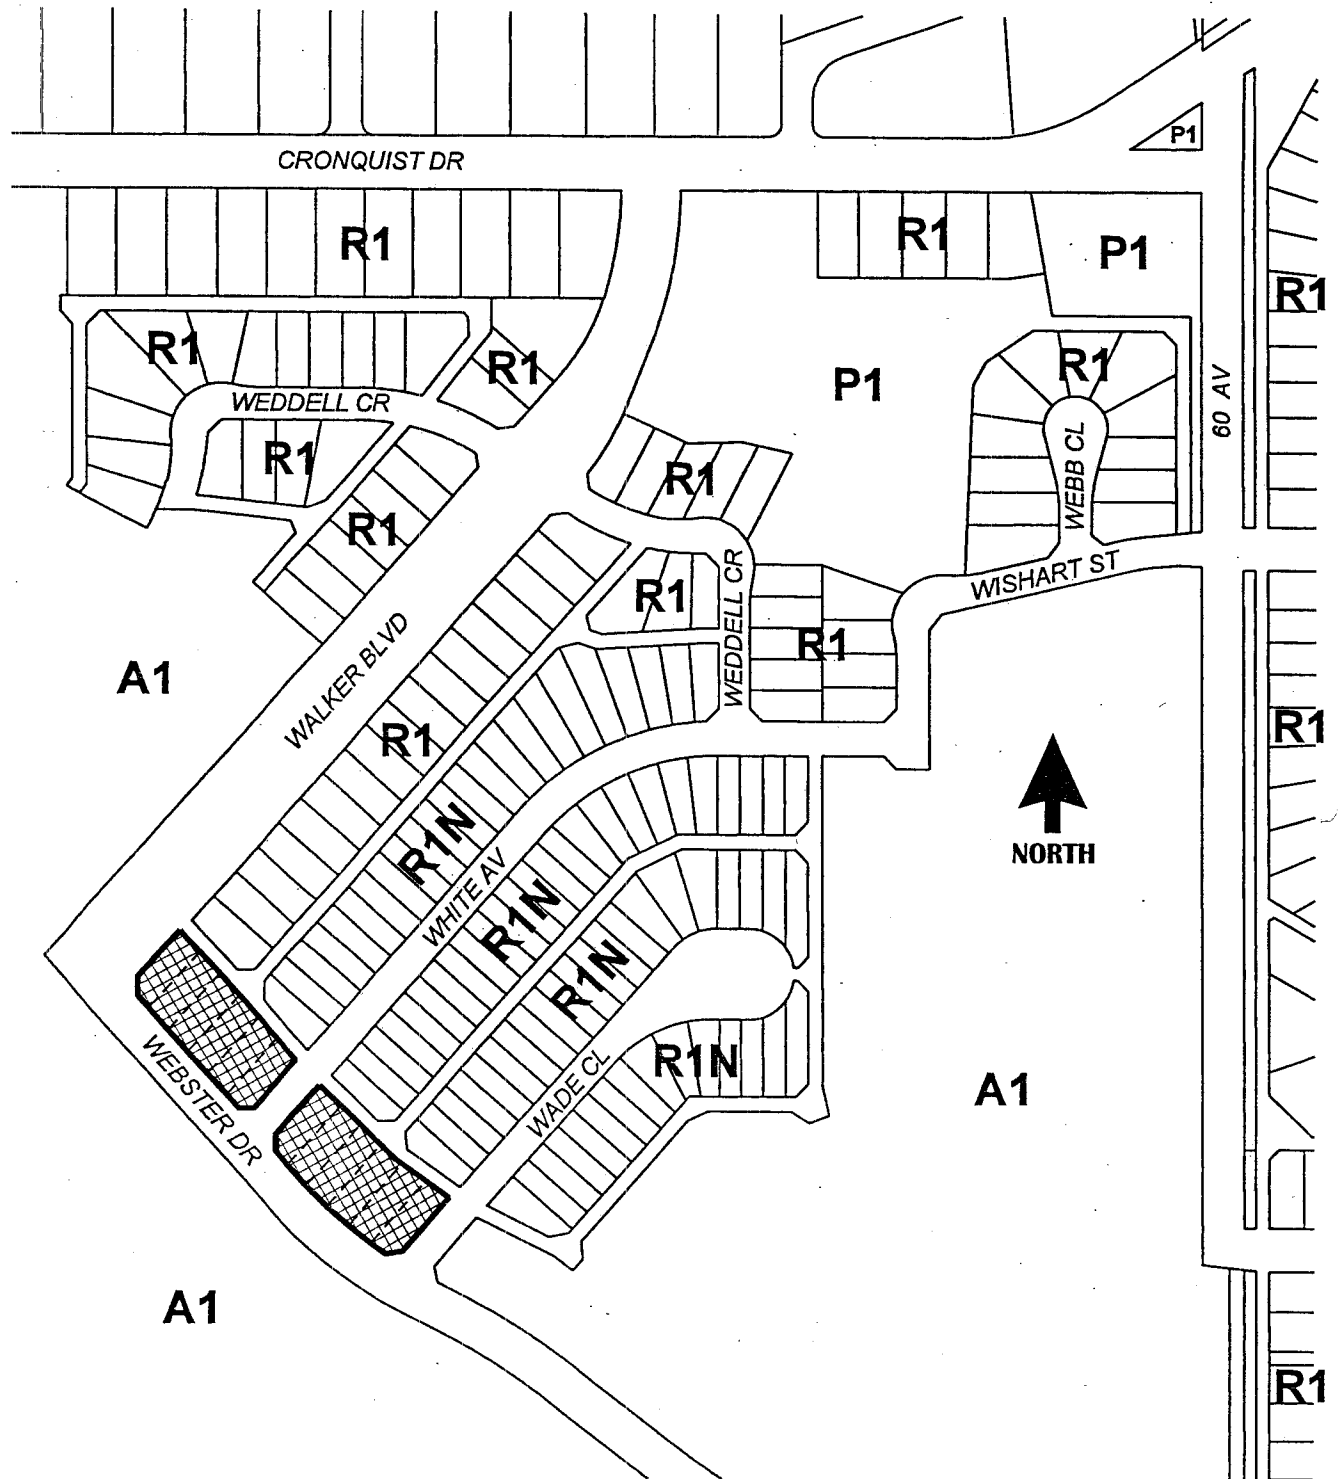 P1
CRONQUIST DR
R1
R1
P1
R1
R1
R1
R1
P1
WEDDELL CR
60 AV
R1
WEBB CL
R1
R1
R1
WISHART ST
R1
WEDDELL CR
R1
A1
WALKER BLVD
R1
R1
NORTH
R1N
WHITE AV
R1N
R1N
WEBSTER DR
WADE CL
R1N
A1
A1
R1